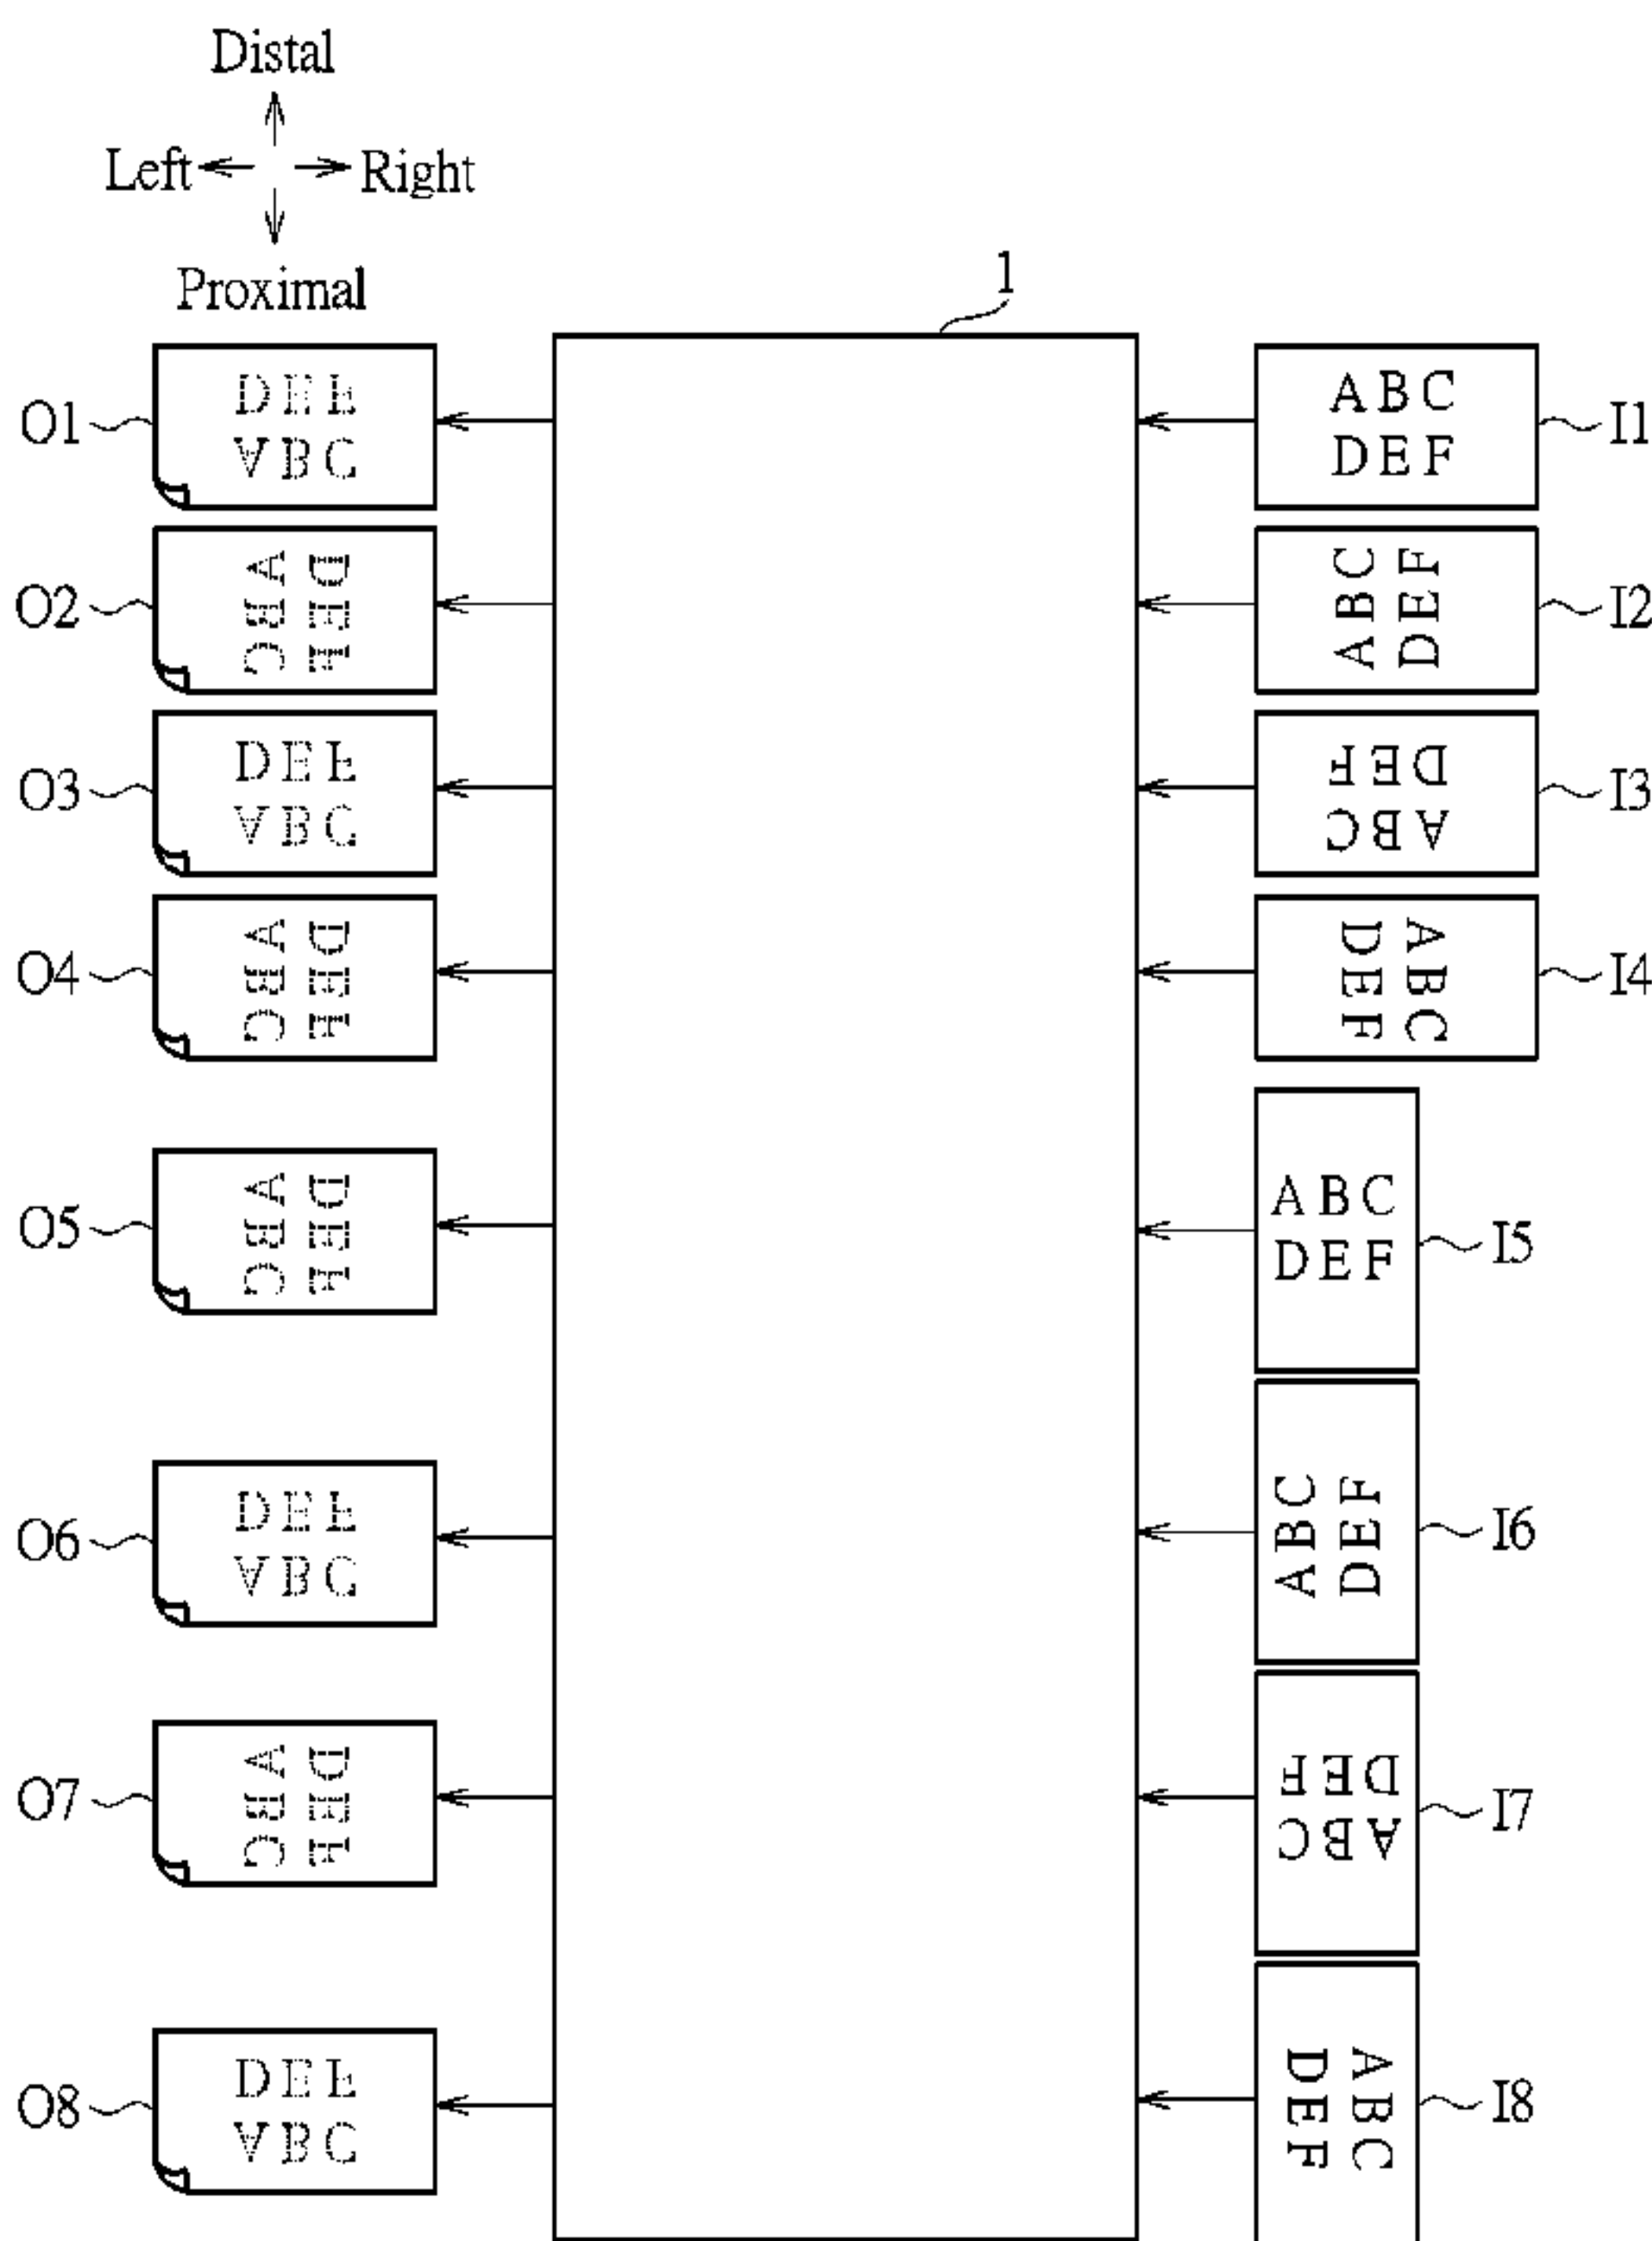 Distal
Left
Right
Proximal
1
O1
ABC
DEF
ABC
DEF
I1
O2
ABC
DEF
ABC
DEF
I2
O3
ABC
DEF
ABC
DEF
I3
O4
ABC
DEF
ABC
DEF
I4
O5
ABC
DEF
ABC
DEF
I5
O6
ABC
DEF
ABC
DEF
I6
O7
ABC
DEF
ABC
DEF
I7
O8
ABC
DEF
ABC
DEF
I8